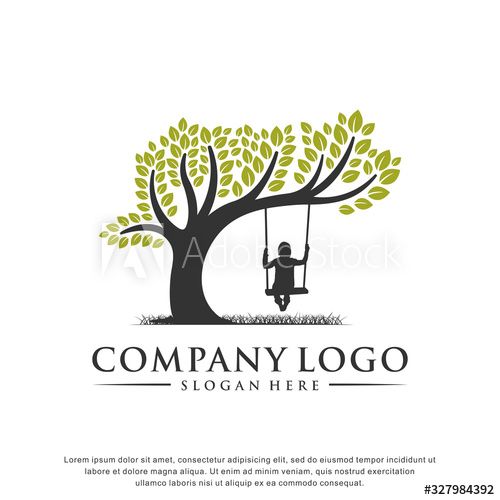 Adobe Stock
COMPANY LOGO
SLOGAN HERE
Lorem ipsum dolor sit amet, consectetur adipiscing elit, sed do eiusmod
tempor incididunt ut labore et dolore magna aliqua. Ut enim ad minim
veniam, quis nostrud exercitation ullamco laboris nisi ut aliquip ex ea
commodo consequat.
#327984392